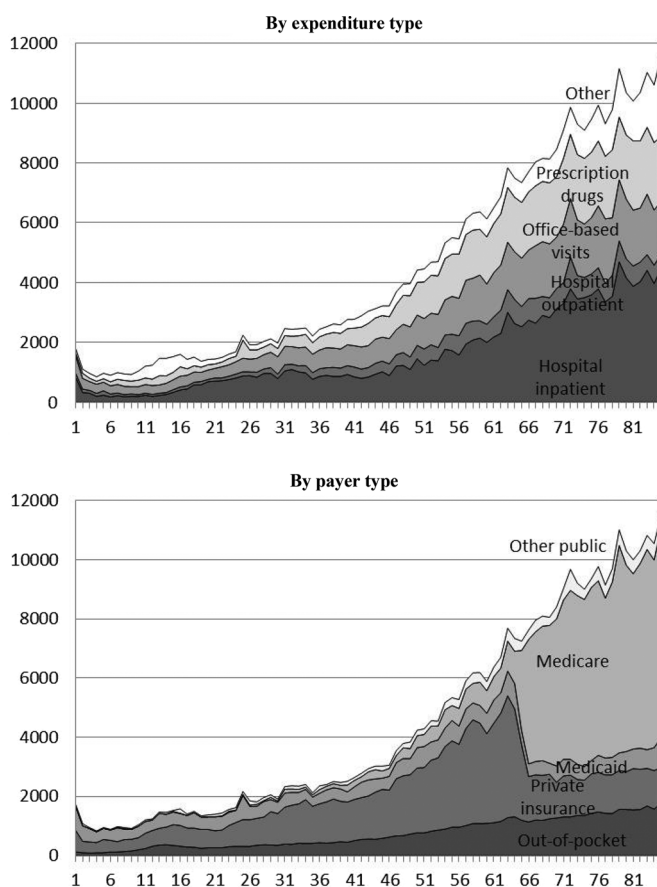 By expenditure type
12000
10000
8000
6000
4000
2000
0
Other
Prescription
drugs
Office-based
visits
Hospital
outpatient
Hospital
inpatient
1 6 11 16 21 26 31 36 41 46 51 56 61 66 71 76 81
By payer type
12000
10000
8000
6000
4000
2000
0
Other public
Medicare
Medicaid
Private
insurance
Out-of-pocket
1 6 11 16 21 26 31 36 41 46 51 56 61 66 71 76 81